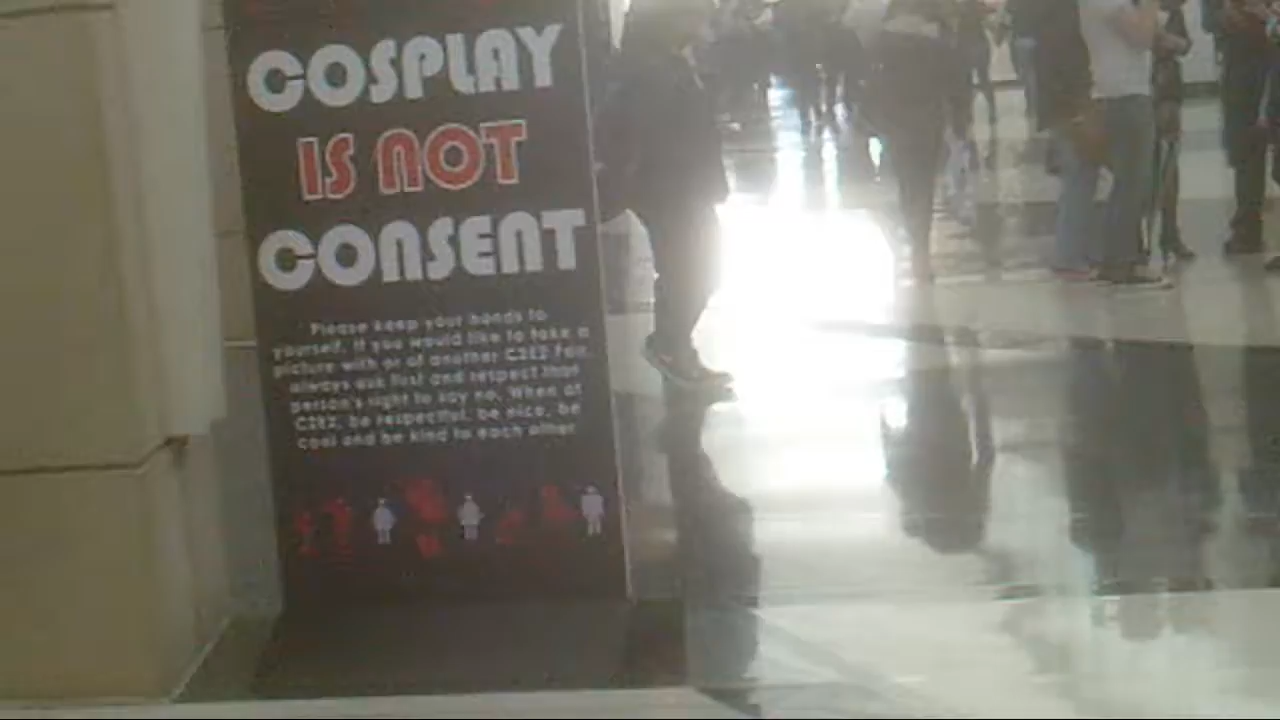 COSPLAY
IS NOT
CONSENT
Please keep your hands to
yourself. If you would like to take a
picture with or of another C2E2 Fan,
always ask first and respect that
person's right to say no. When at
C2E2, be respectful, be nice, be
cool and be kind to each other.